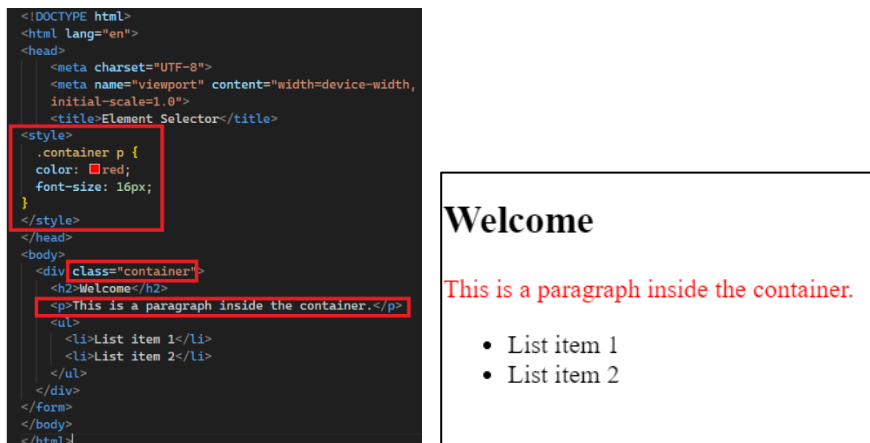 <!DOCTYPE html>
<html lang="en">
<head>
<meta charset="UTF-8">
<meta name="viewport" content="width=device-width,
initial-scale=1.0">
<title>Element Selector</title>
<style>
.container p {
color: red;
font-size: 16px;
}
</style>
</head>
<body>
<div class="container">
<h2>Welcome</h2>
<p>This is a paragraph inside the container.</p>
<ul>
<li>List item 1</li>
<li>List item 2</li>
</ul>
</div>
</form>
</body>
</html>
Welcome
This is a paragraph inside the container.
• List item 1
• List item 2